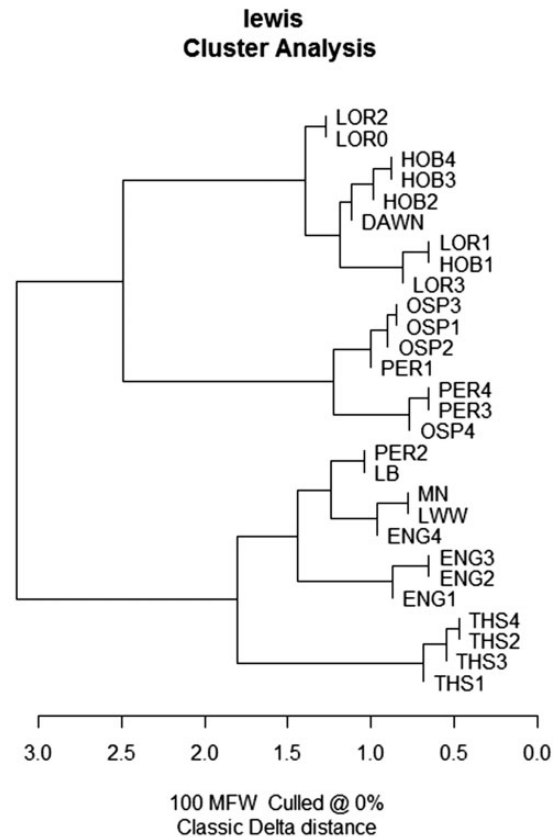 lewis
Cluster Analysis
LOR2
LOR0
HOB4
HOB3
HOB2
DAWN
LOR1
HOB1
LOR3
OSP3
OSP1
OSP2
PER1
PER4
PER3
OSP4
PER2
LB
MN
LWW
ENG4
ENG3
ENG2
ENG1
THS4
THS2
THS3
THS1
3.0 2.5 2.0 1.5 1.0 0.5 0.0
100 MFW Culled @ 0%
Classic Delta distance